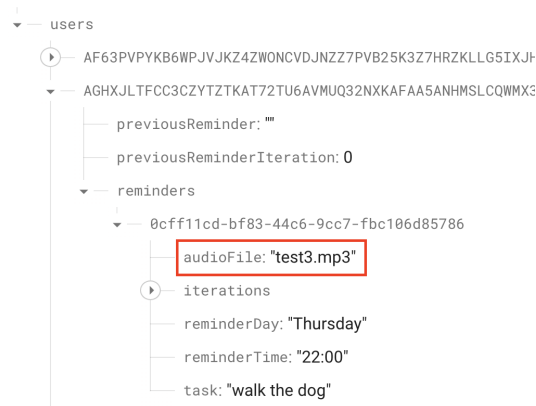 users
AF63PVPYKB6WPJVJKZ4ZWONCVDJNZZ7PVB25K3Z7HRZKLLG5IXJH
AGHXJLTFCC3CZYTZTKAT72TU6AVMUQ32NXKAFAA5ANHMSLCQWMX3
previousReminder: ""
previousReminderIteration: 0
reminders
0cff11cd-bf83-44c6-9cc7-fbc106d85786
audioFile: "test3.mp3"
iterations
reminderDay: "Thursday"
reminderTime: "22:00"
task: "walk the dog"